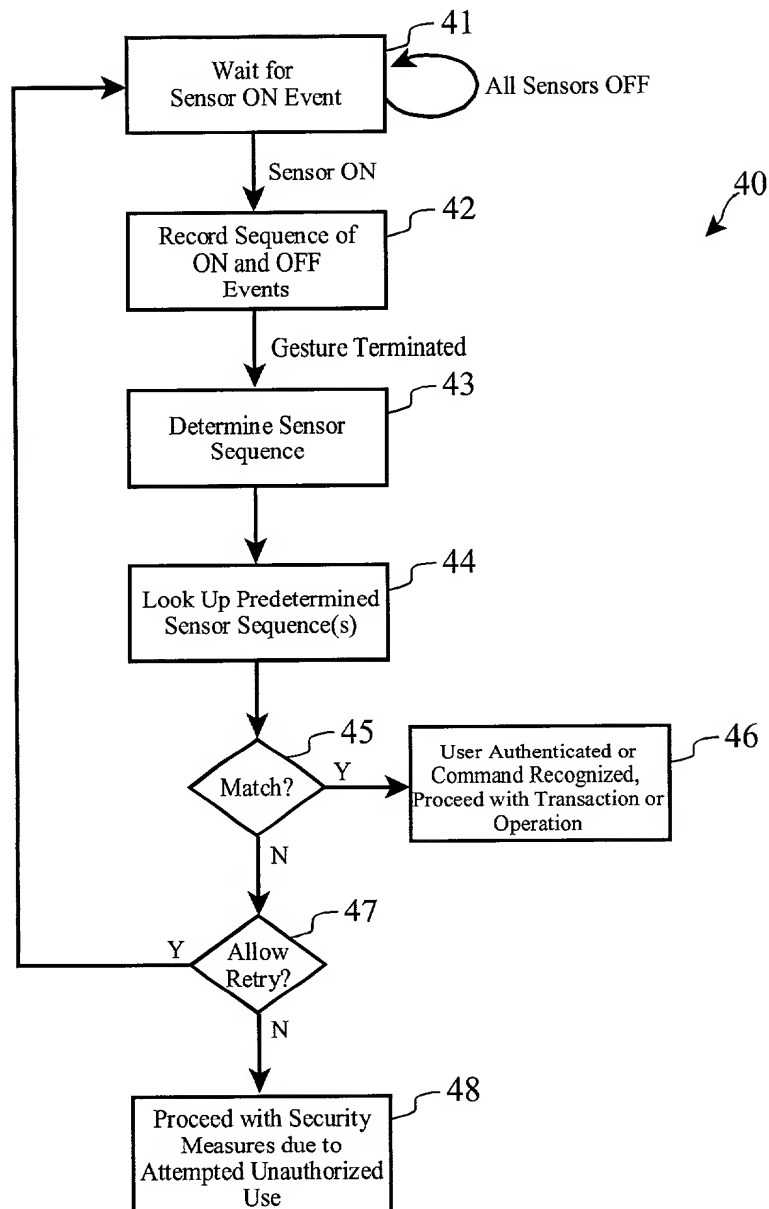 41
Wait for
Sensor ON Event
All Sensors OFF
Sensor ON
40
42
Record Sequence of
ON and OFF
Events
Gesture Terminated
43
Determine Sensor
Sequence
44
Look Up Predetermined
Sensor Sequence(s)
45
Match?
Y
46
User Authenticated or
Command Recognized,
Proceed with Transaction or
Operation
N
47
Y
Allow
Retry?
N
48
Proceed with Security
Measures due to
Attempted Unauthorized
Use